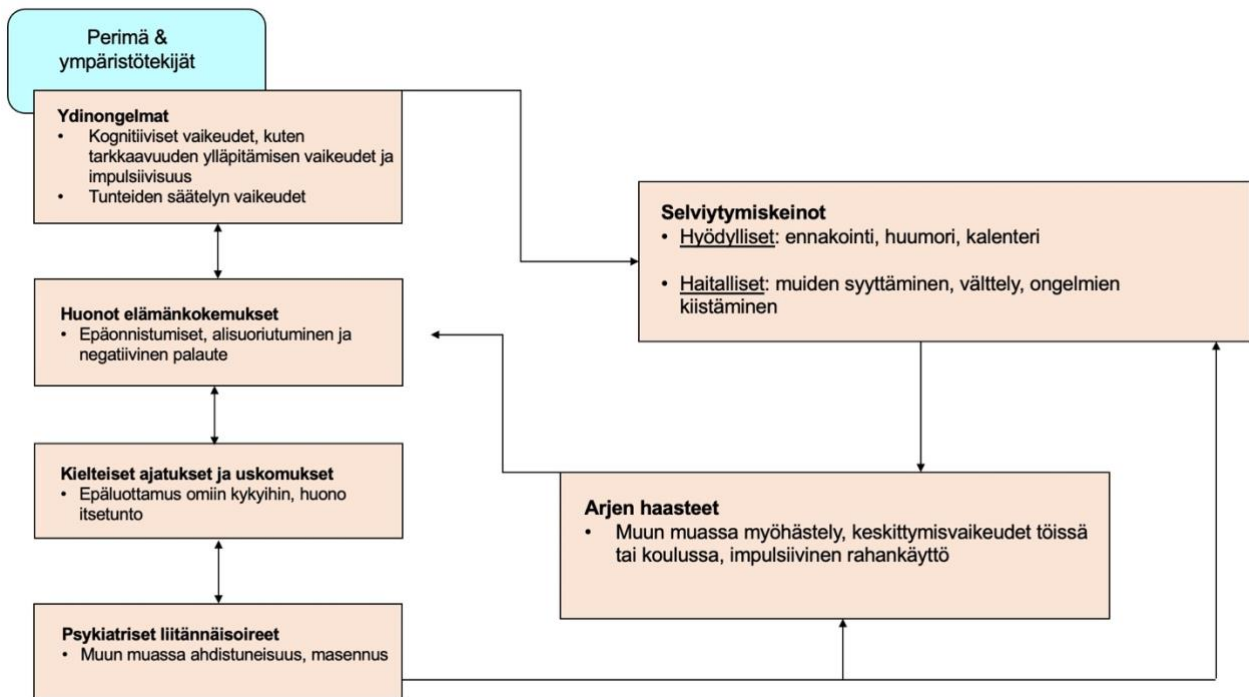 Perimä &
ympäristötekijät
Ydinongelmat
• Kognitiiviset vaikeudet, kuten
tarkkaavuuden ylläpitämisen vaikeudet ja
impulsiivisuus
• Tunteiden säätelyn vaikeudet
Huonot elämänkokemukset
• Epäonnistumiset, alisuoriutuminen ja
negatiivinen palaute
Kielteiset ajatukset ja uskomukset
• Epäluottamus omiin kykyihin, huono
itsetunto
Psykiatriset liitännäisoireet
• Muun muassa ahdistuneisuus, masennus
Selviytymiskeinot
• Hyödylliset: ennakointi, huumori, kalenteri
• Haitalliset: muiden syyttäminen, välttely, ongelmien
kiistäminen
Arjen haasteet
• Muun muassa myöhästely, keskittymisvaikeudet töissä
tai koulussa, impulsiivinen rahankäyttö